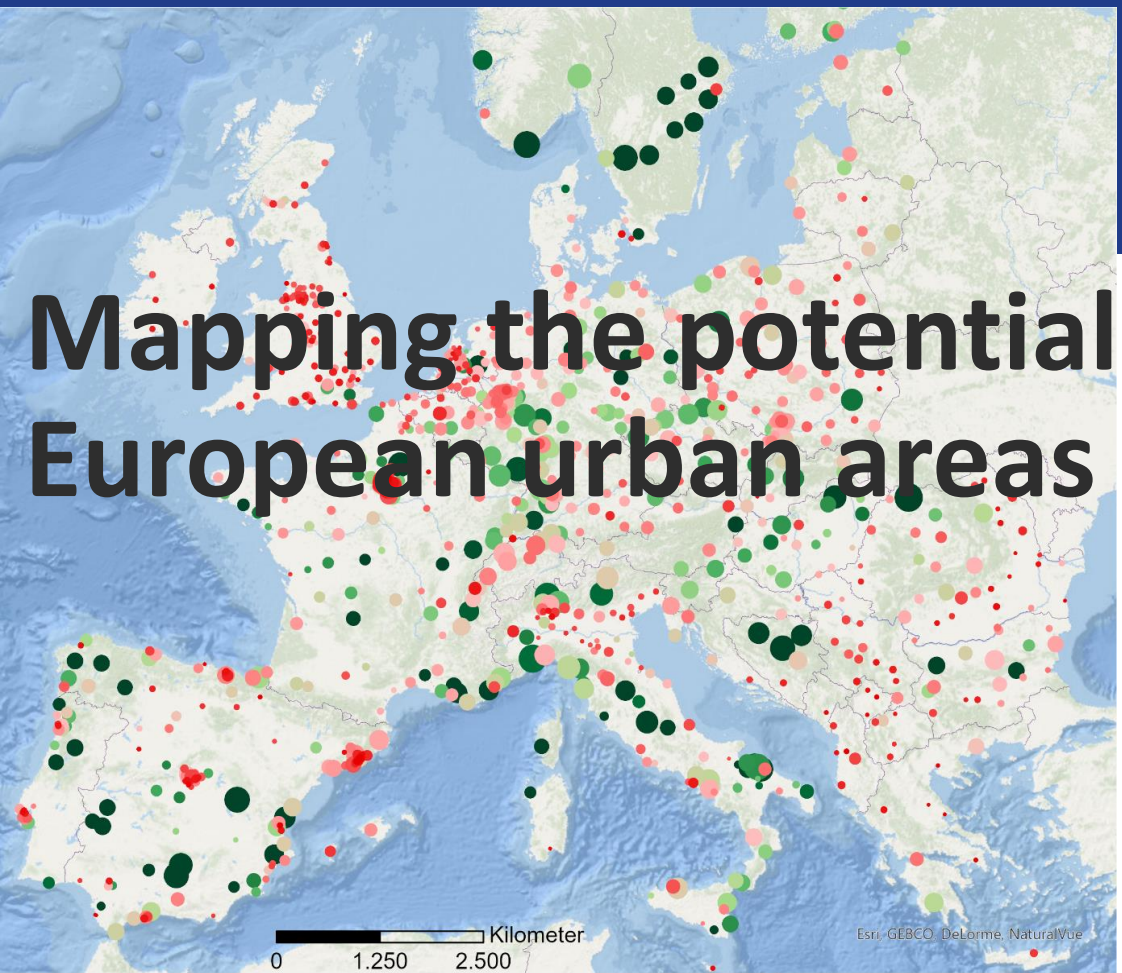 Mapping the potential
European urban areas
Kilometer
0 1.250 2.500
Esri, GEBCO, DeLorme, NaturalVue